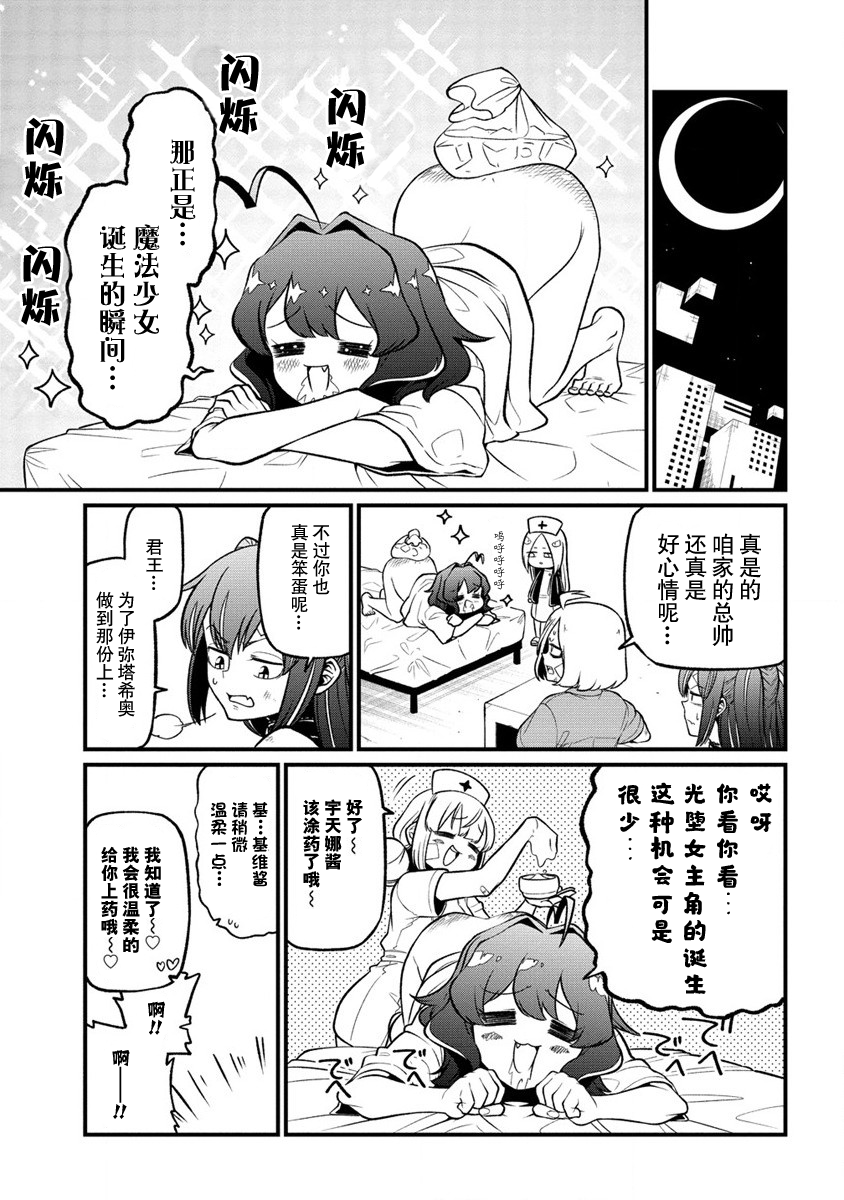 闪烁
闪烁
闪烁
闪烁
那正是…
魔法少女
诞生的瞬间…
真是的
咱家的总帅
还真是
好心情呢…
呜呼呼呼呼
不过你也
真是笨蛋呢…
君王…
为了伊弥塔希奥
做到那份上…
哎呀
你看你看…
光堕女主角的诞生
这种机会可是
很少…
好了～
宇天娜酱
该涂药了哦～
でへへ
でへへ
基…基维酱
请稍微
温柔一点…
我知道了～♡
我会很温柔的
给你上药哦～♡
啊!!
啊——!!